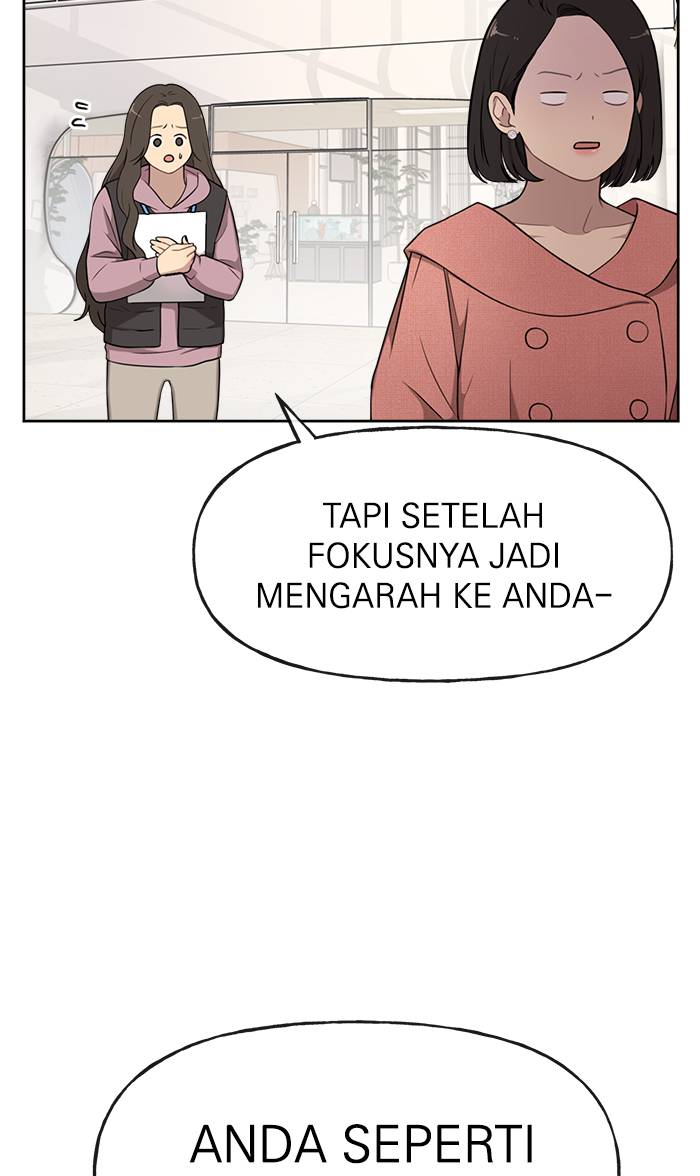 TAPI SETELAH
FOKUSNYA JADI
MENGARAH KE ANDA-
ANDA SEPERTI